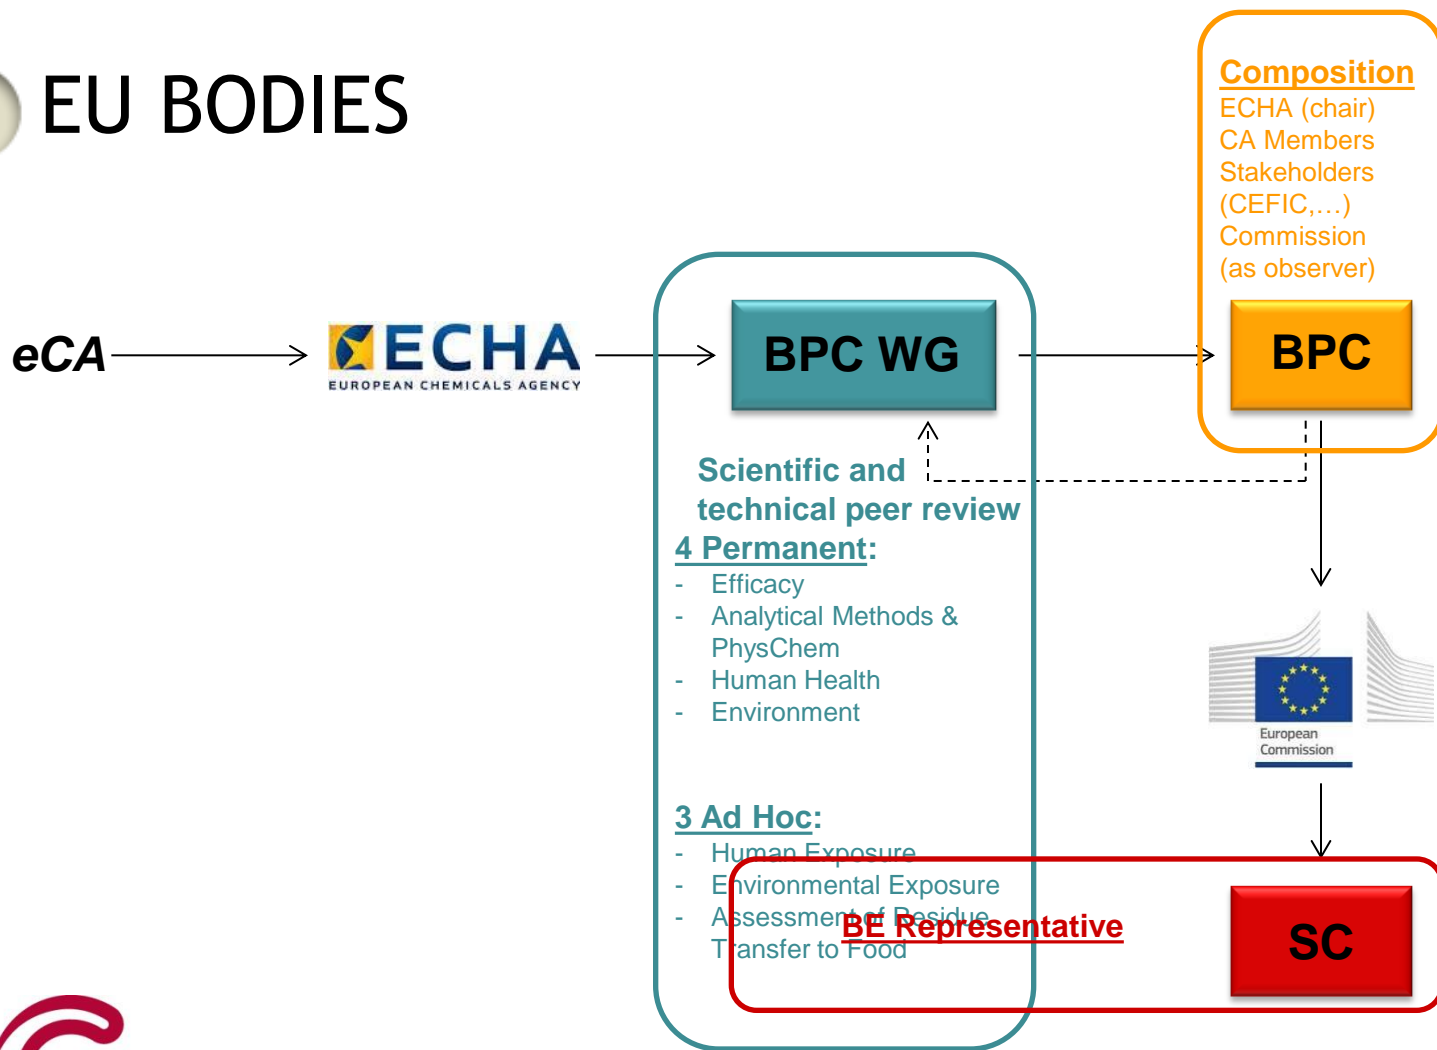 EU BODIES
Composition
ECHA (chair)
CA Members
Stakeholders
(CEFIC,...)
Commission
(as observer)
eCA
ECHA
EUROPEAN CHEMICALS AGENCY
BPC WG
BPC
Scientific and
technical peer review
4 Permanent:
- Efficacy
- Analytical Methods &
PhysChem
- Human Health
- Environment
European
Commission
3 Ad Hoc:
- Human Exposure
- Environmental Exposure
- Assessment of Residue
Transfer to Food
BE Representative
SC